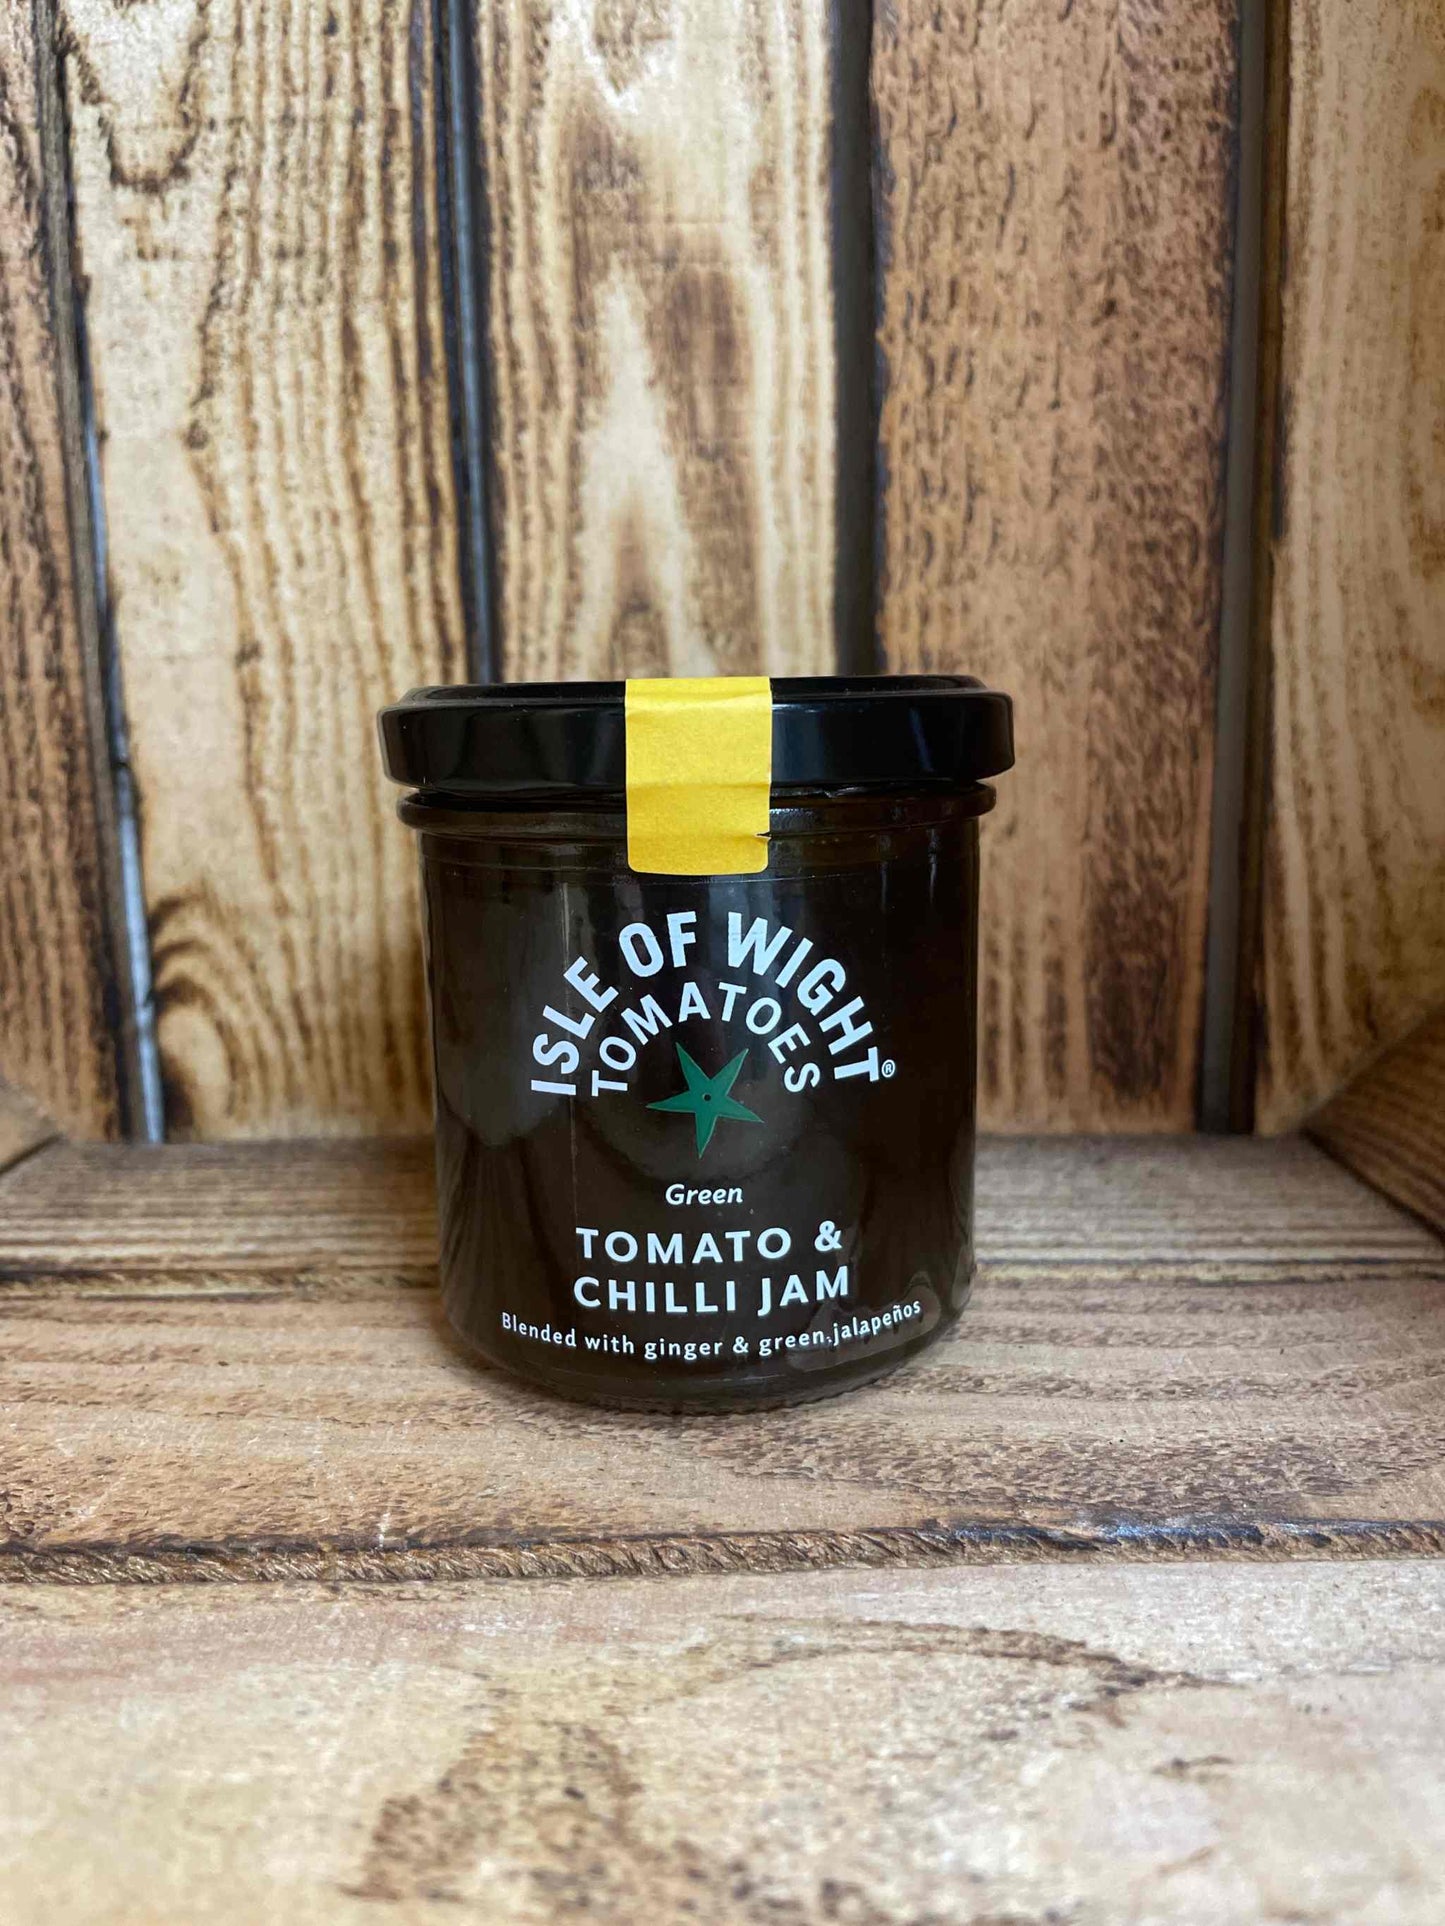 ISLE OF WIGHT®
TOMATOES
Green
TOMATO &
CHILLI JAM
Blended with ginger & green jalapeños